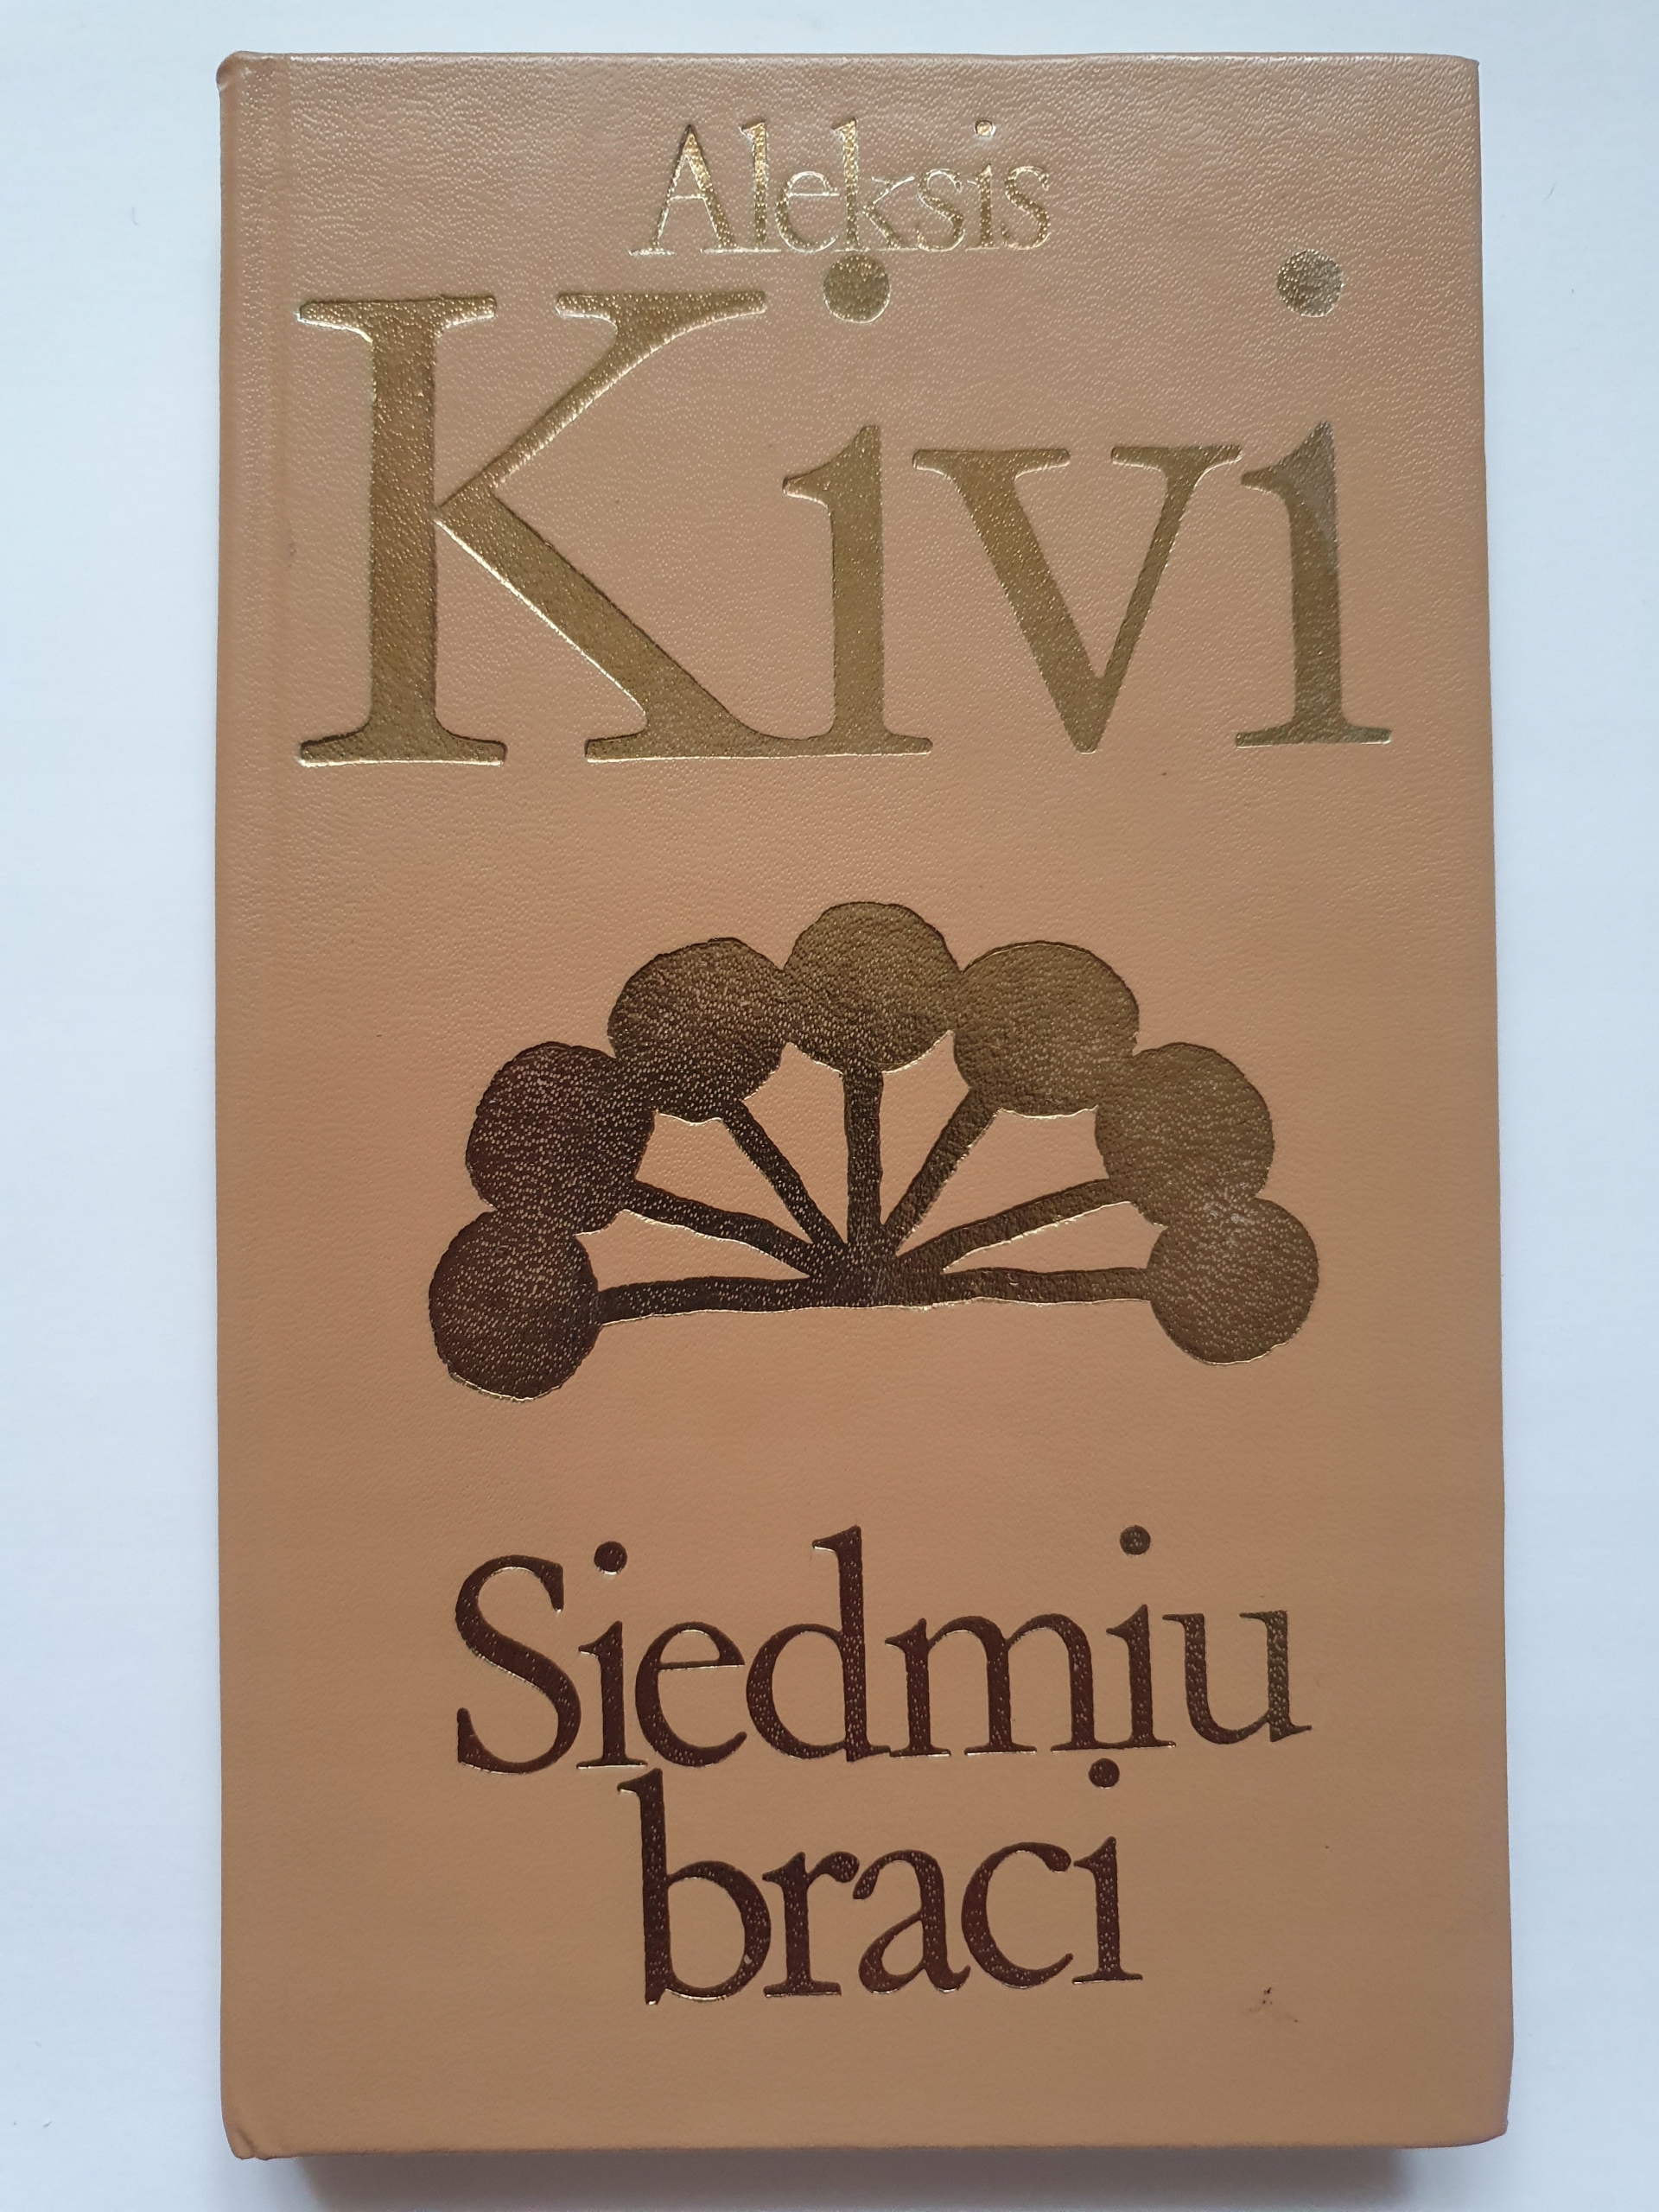 Aleksis
Kivi
Siedmiu
braci